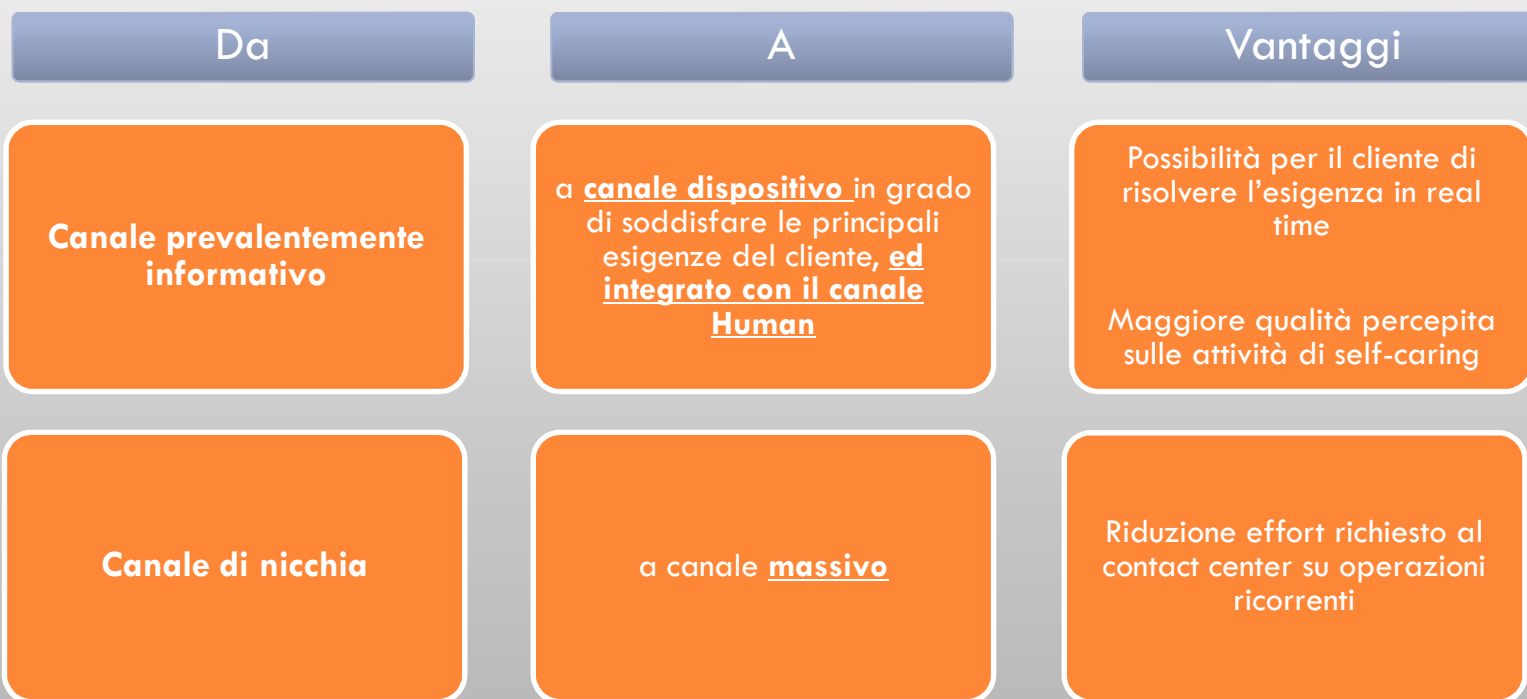 Da
A
Vantaggi
Canale prevalentemente
informativo
a canale dispositivo in grado
di soddisfare le principali
esigenze del cliente, ed
integrato con il canale
Human
Possibilità per il cliente di
risolvere l’esigenza in real
time
Maggiore qualità percepita
sulle attività di self-caring
Canale di nicchia
a canale massivo
Riduzione effort richiesto al
contact center su operazioni
ricorrenti